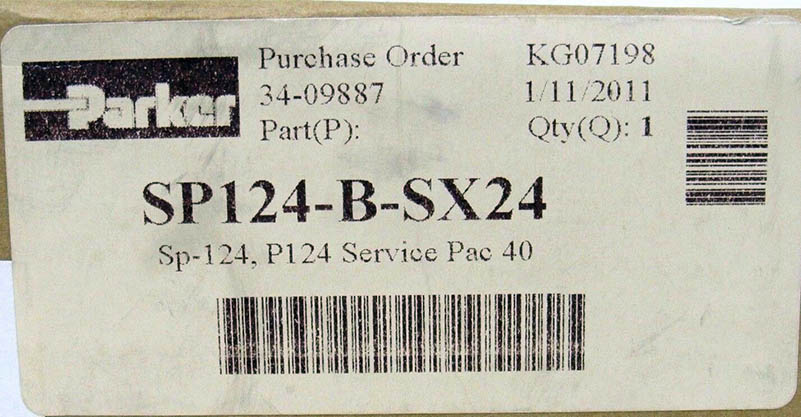 Parker
Purchase Order KG07198
34-09887 1/11/2011
Part(P): Qty(Q): 1
SP124-B-SX24
Sp-124, P124 Service Pac 40